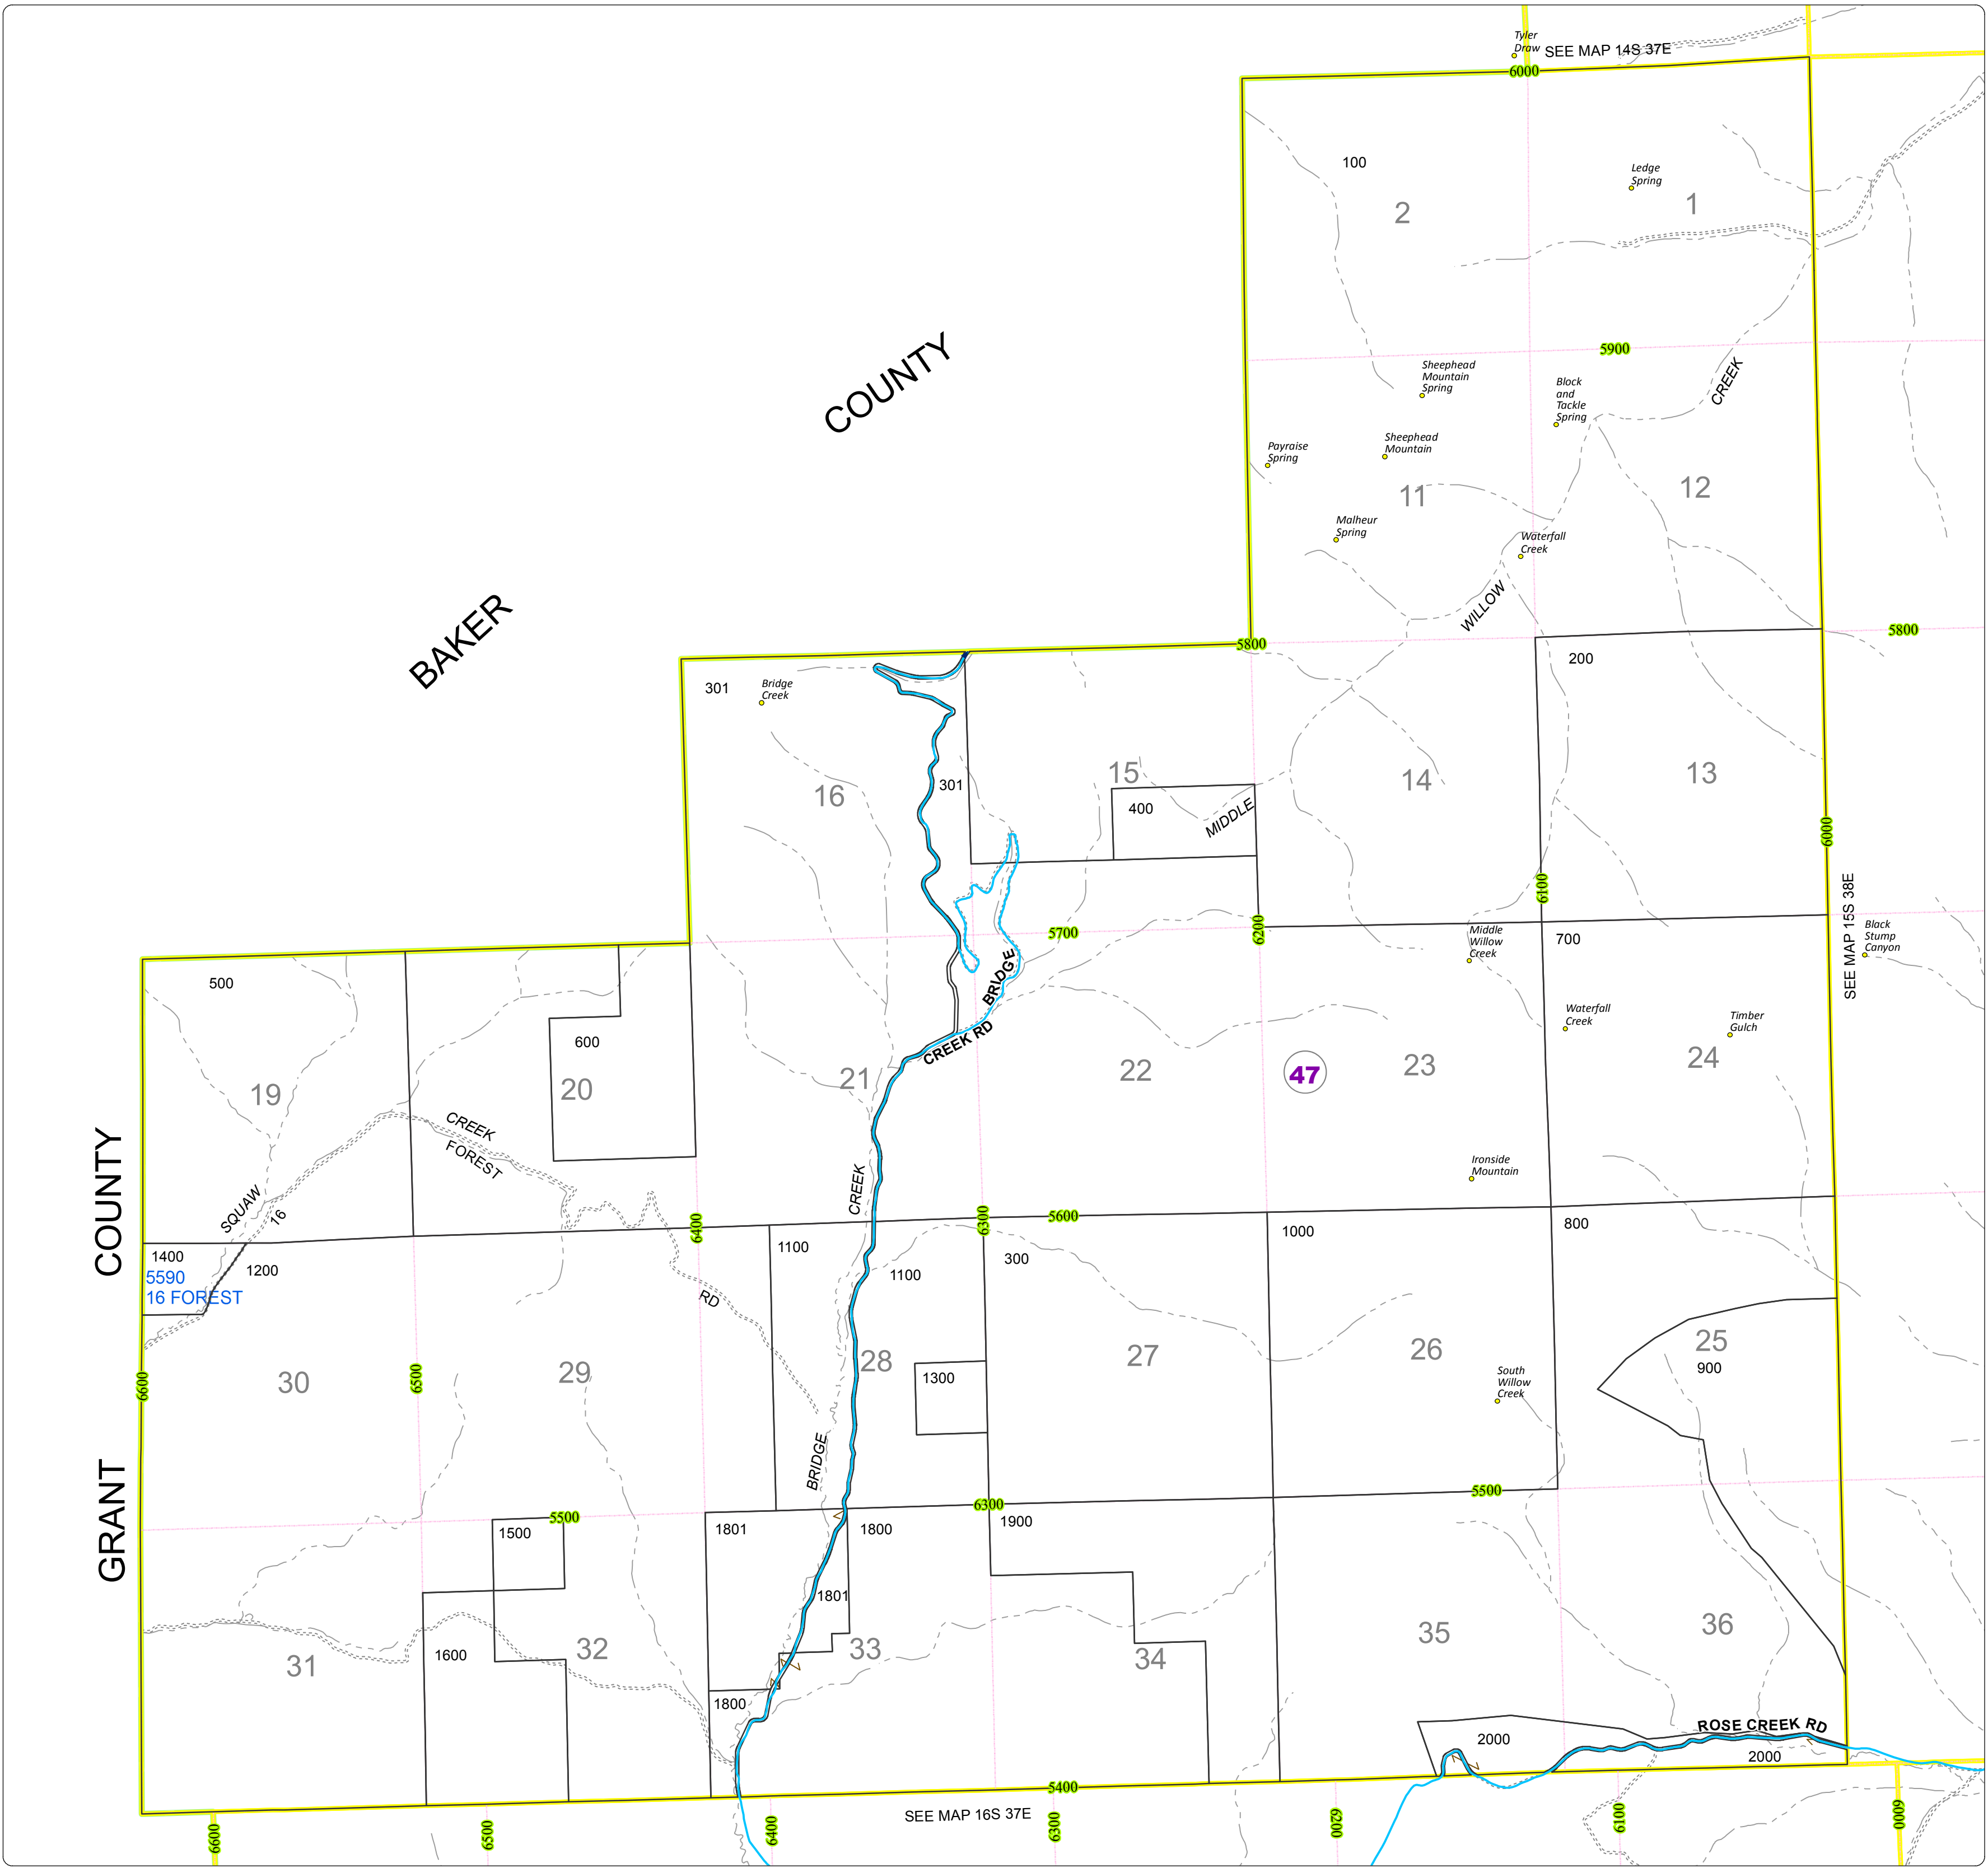 Tyler
Draw
SEE MAP 14S 37E
6000
100
Ledge
Spring
2
1
5900
CREEK
Sheephead
Mountain
Spring
Block
and
Tackle
Spring
Payraise
Spring
Sheephead
Mountain
11
12
Malheur
Spring
Waterfall
Creek
WILLOW
COUNTY
BAKER
5800
5800
200
301
Bridge
Creek
16
301
15
400
MIDDLE
14
13
6000
6100
6200
SEE MAP 15S 38E
5700
Middle
Willow
Creek
700
Black
Stump
Canyon
500
600
BRIDGE
CREEK RD
Waterfall
Creek
Timber
Gulch
19
20
21
22
47
23
24
CREEK
FOREST
COUNTY
SQUAW
16
CREEK
Ironside
Mountain
6400
6300
5600
1400
5590
16 FOREST
1200
1100
1100
300
1000
800
RD
6600
30
6500
29
28
27
26
25
900
1300
South
Willow
Creek
BRIDGE
GRANT
5500
6300
5500
1500
1801
1800
1900
1801
31
1600
32
33
34
35
36
1800
ROSE CREEK RD
2000
2000
5400
SEE MAP 16S 37E
6600
6500
6400
6300
6200
6100
6000